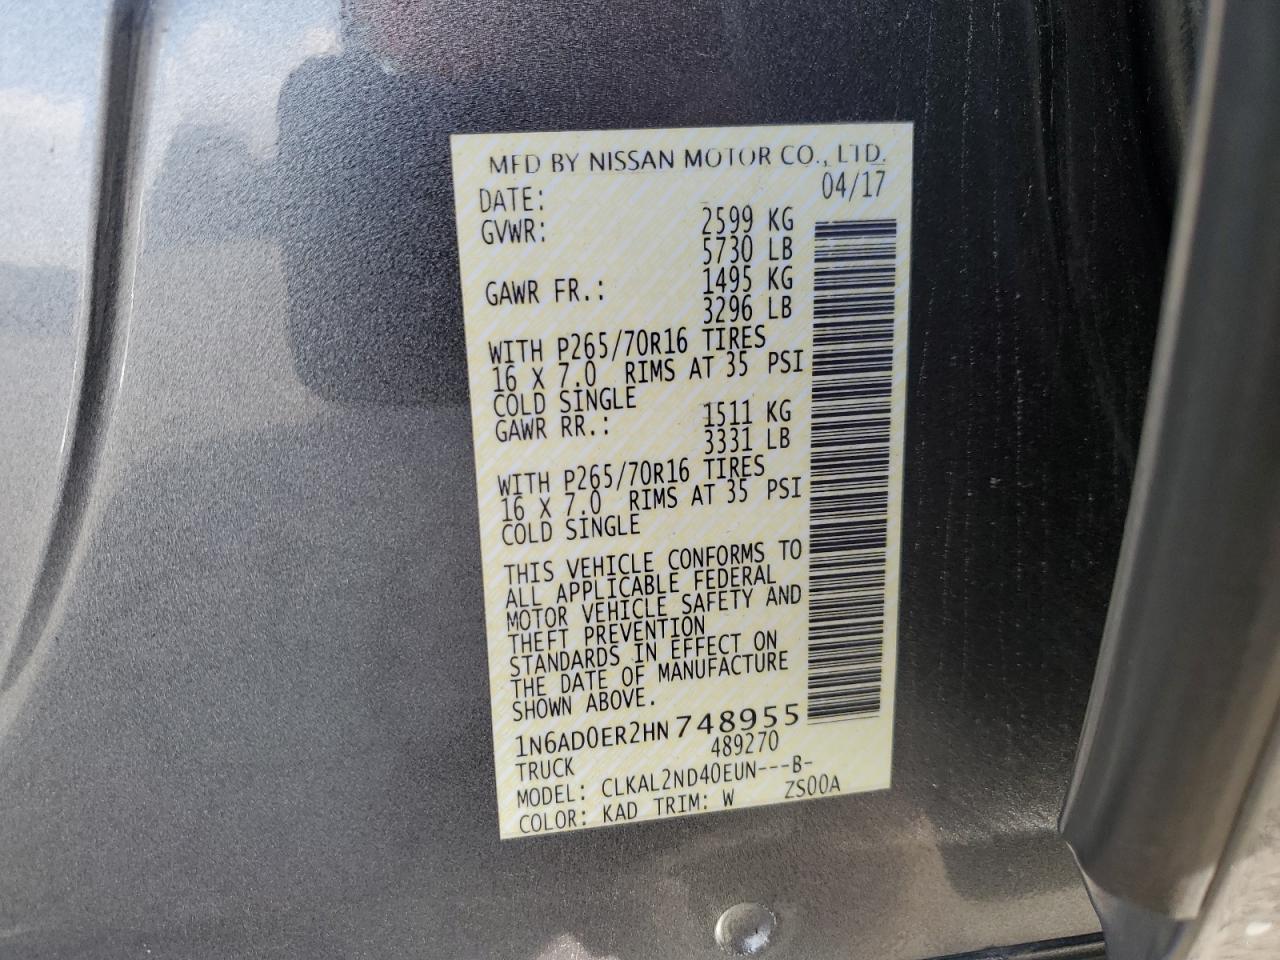 MFD BY NISSAN MOTOR CO., LTD.
DATE: 04/17
GVWR: 2599 KG
5730 LB
GAWR FR.: 1495 KG
3296 LB
WITH P265/70R16 TIRES
16 X 7.0 RIMS AT 35 PSI
COLD SINGLE
GAWR RR.: 1511 KG
3331 LB
WITH P265/70R16 TIRES
16 X 7.0 RIMS AT 35 PSI
COLD SINGLE
THIS VEHICLE CONFORMS TO
ALL APPLICABLE FEDERAL
MOTOR VEHICLE SAFETY AND
THEFT PREVENTION
STANDARDS IN EFFECT ON
THE DATE OF MANUFACTURE
SHOWN ABOVE.
1N6AD0ER2HN748955
TRUCK 489270
MODEL: CLKAL2ND40EUN---B-
COLOR: KAD TRIM: W ZS00A